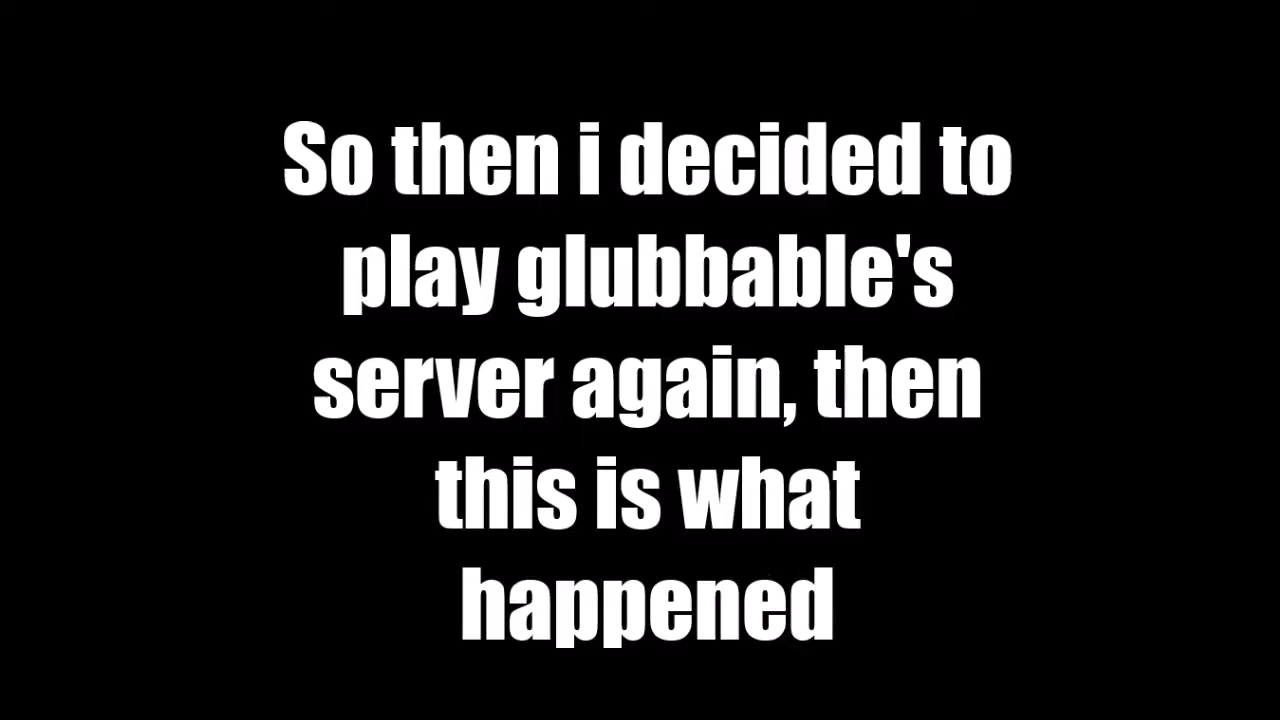 So then i decided to
play glubbable's
server again, then
this is what
happened